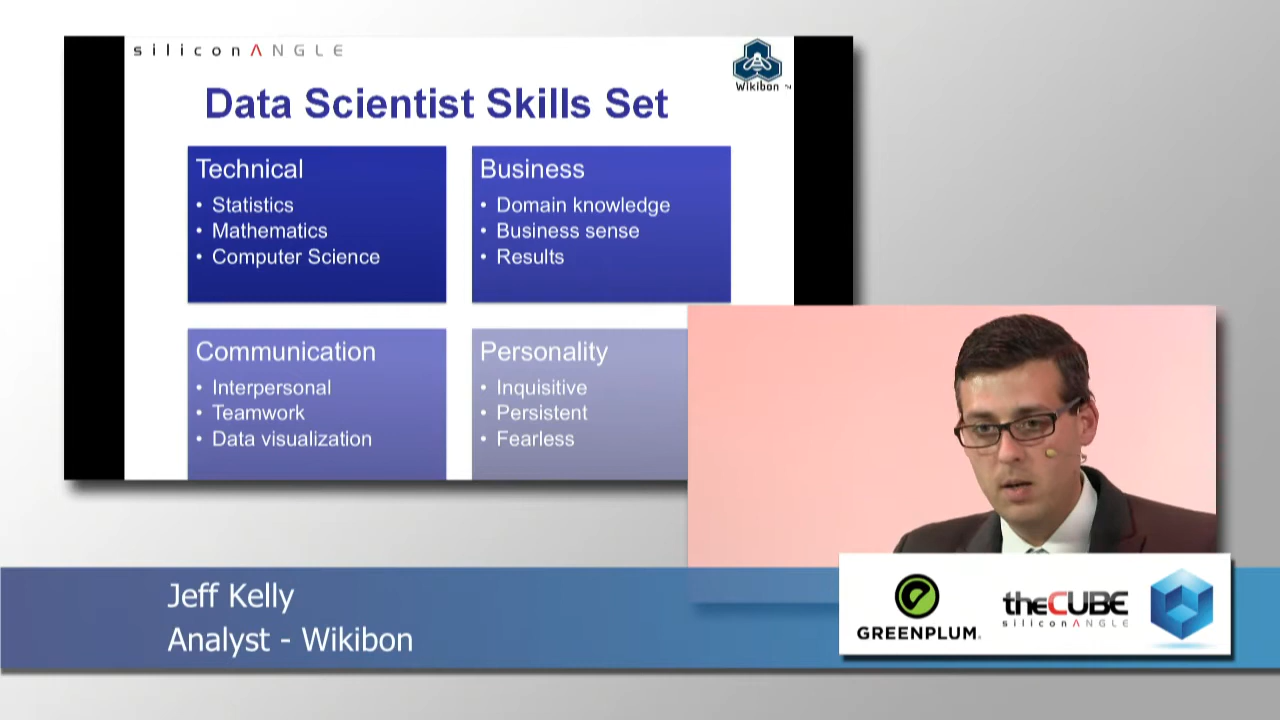 siliconANGLE
Wikibon
Data Scientist Skills Set
Technical
• Statistics
• Mathematics
• Computer Science
Business
• Domain knowledge
• Business sense
• Results
Communication
• Interpersonal
• Teamwork
• Data visualization
Personality
• Inquisitive
• Persistent
• Fearless
Jeff Kelly
Analyst - Wikibon
GREENPLUM
theCUBE
siliconANGLE